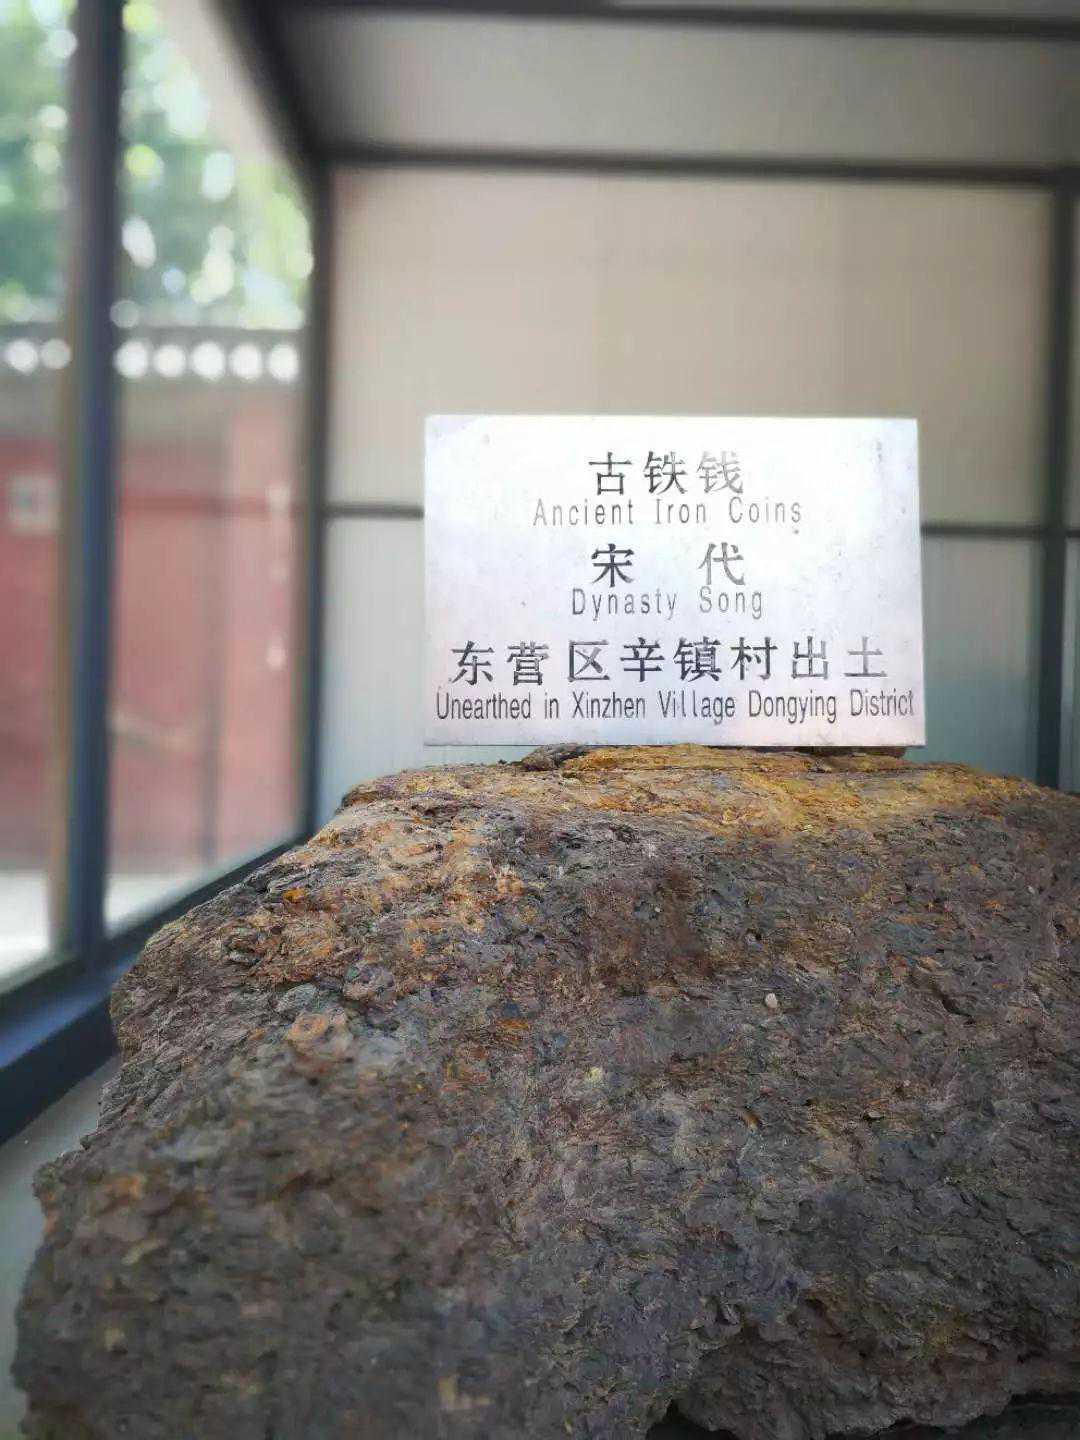 古铁钱
Ancient Iron Coins
宋 代
Dynasty Song
东营区辛镇村出土
Unearthed in Xinzhen Village Dongying District